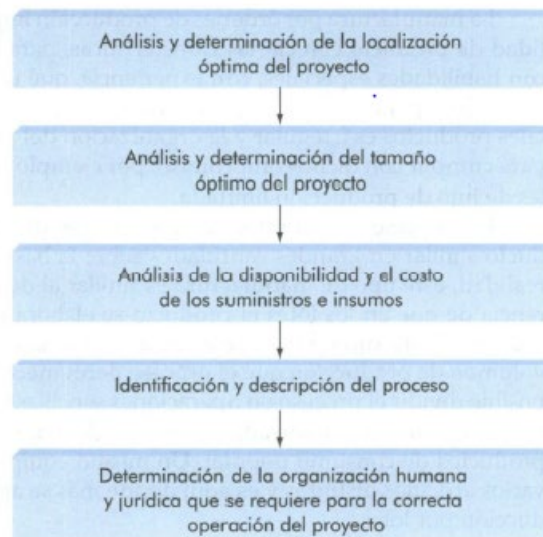 Análisis y determinación de la localización
óptima del proyecto
Análisis y determinación del tamaño
óptimo del proyecto
Análisis de la disponibilidad y el costo
de los suministros e insumos
Identificación y descripción del proceso
Determinación de la organización humana
y jurídica que se requiere para la correcta
operación del proyecto